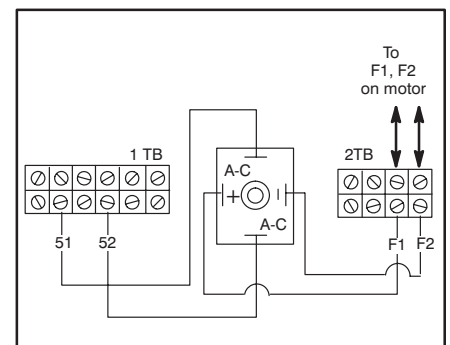 To
F1, F2
on motor
1 TB
2TB
A-C
+
A-C
51
52
F1
F2